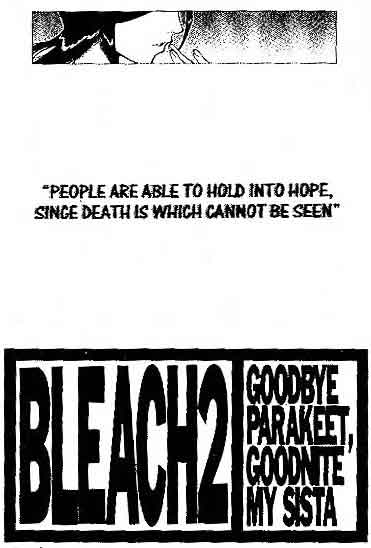 "PEOPLE ARE ABLE TO HOLD INTO HOPE,
SINCE DEATH IS WHICH CANNOT BE SEEN"
BLEACH2
GOODBYE
PARAKEET,
GOODNITE
MY SISTA